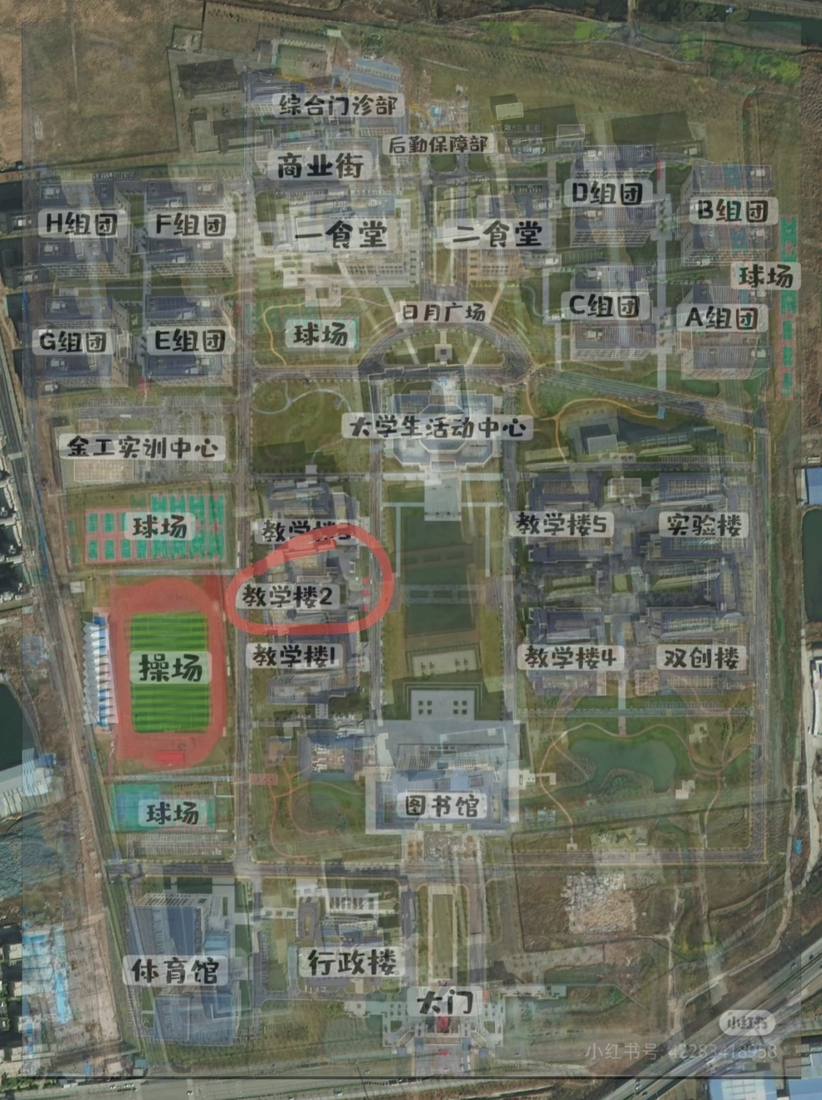 综合门诊部
后勤保障部
商业街
D组团
B组团
H组团
F组团
一食堂
二食堂
球场
C组团
A组团
日月广场
球场
G组团
E组团
大学生活动中心
金工实训中心
球场
教学楼3
教学楼5
实验楼
教学楼2
教学楼1
教学楼4
双创楼
操场
球场
图书馆
体育馆
行政楼
大门
小红书